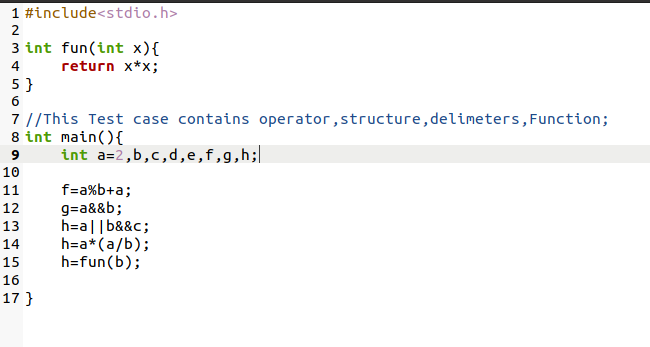 1 #include<stdio.h>
2
3 int fun(int x){
4     return x*x;
5 }
6
7 //This Test case contains operator,structure,delimeters,Function;
8 int main(){
9     int a=2,b,c,d,e,f,g,h;
10
11     f=a%b+a;
12     g=a&&b;
13     h=a||b&&c;
14     h=a*(a/b);
15     h=fun(b);
16
17 }